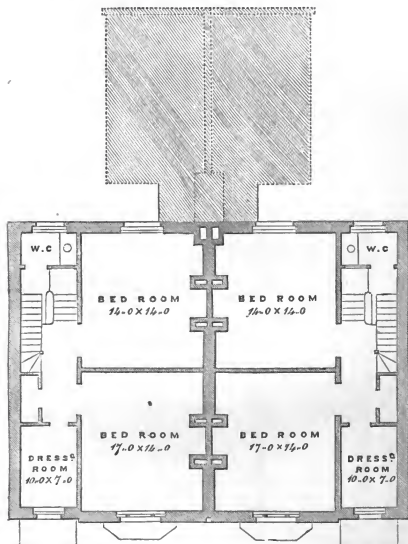 W.C
W.C
BED ROOM
14-0 X 14-0
BED ROOM
14-0 X 14-0
BED ROOM
17-0 X 14-0
BED ROOM
17-0 X 14-0
DRESSG
ROOM
10-0 X 7-0
DRESSG
ROOM
10-0 X 7-0